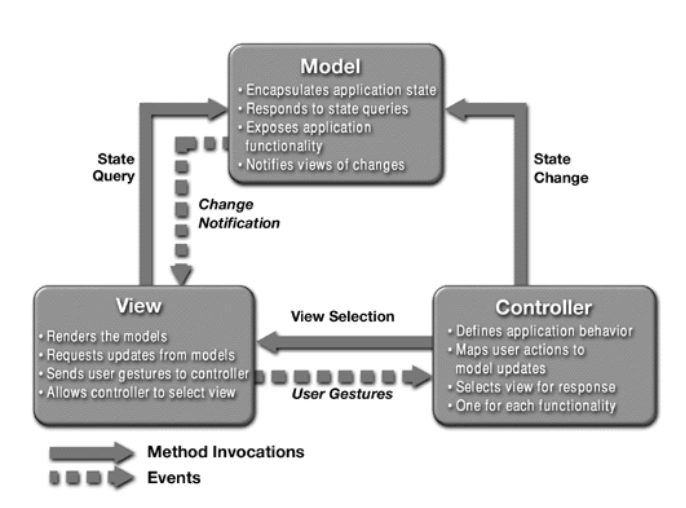 Model
• Encapsulates application state
• Responds to state queries
• Exposes application
functionality
• Notifies views of changes
State
Query
State
Change
Change
Notification
View
• Renders the models
• Requests updates from models
• Sends user gestures to controller
• Allows controller to select view
View Selection
User Gestures
Controller
• Defines application behavior
• Maps user actions to
model updates
• Selects view for response
• One for each functionality
Method Invocations
Events